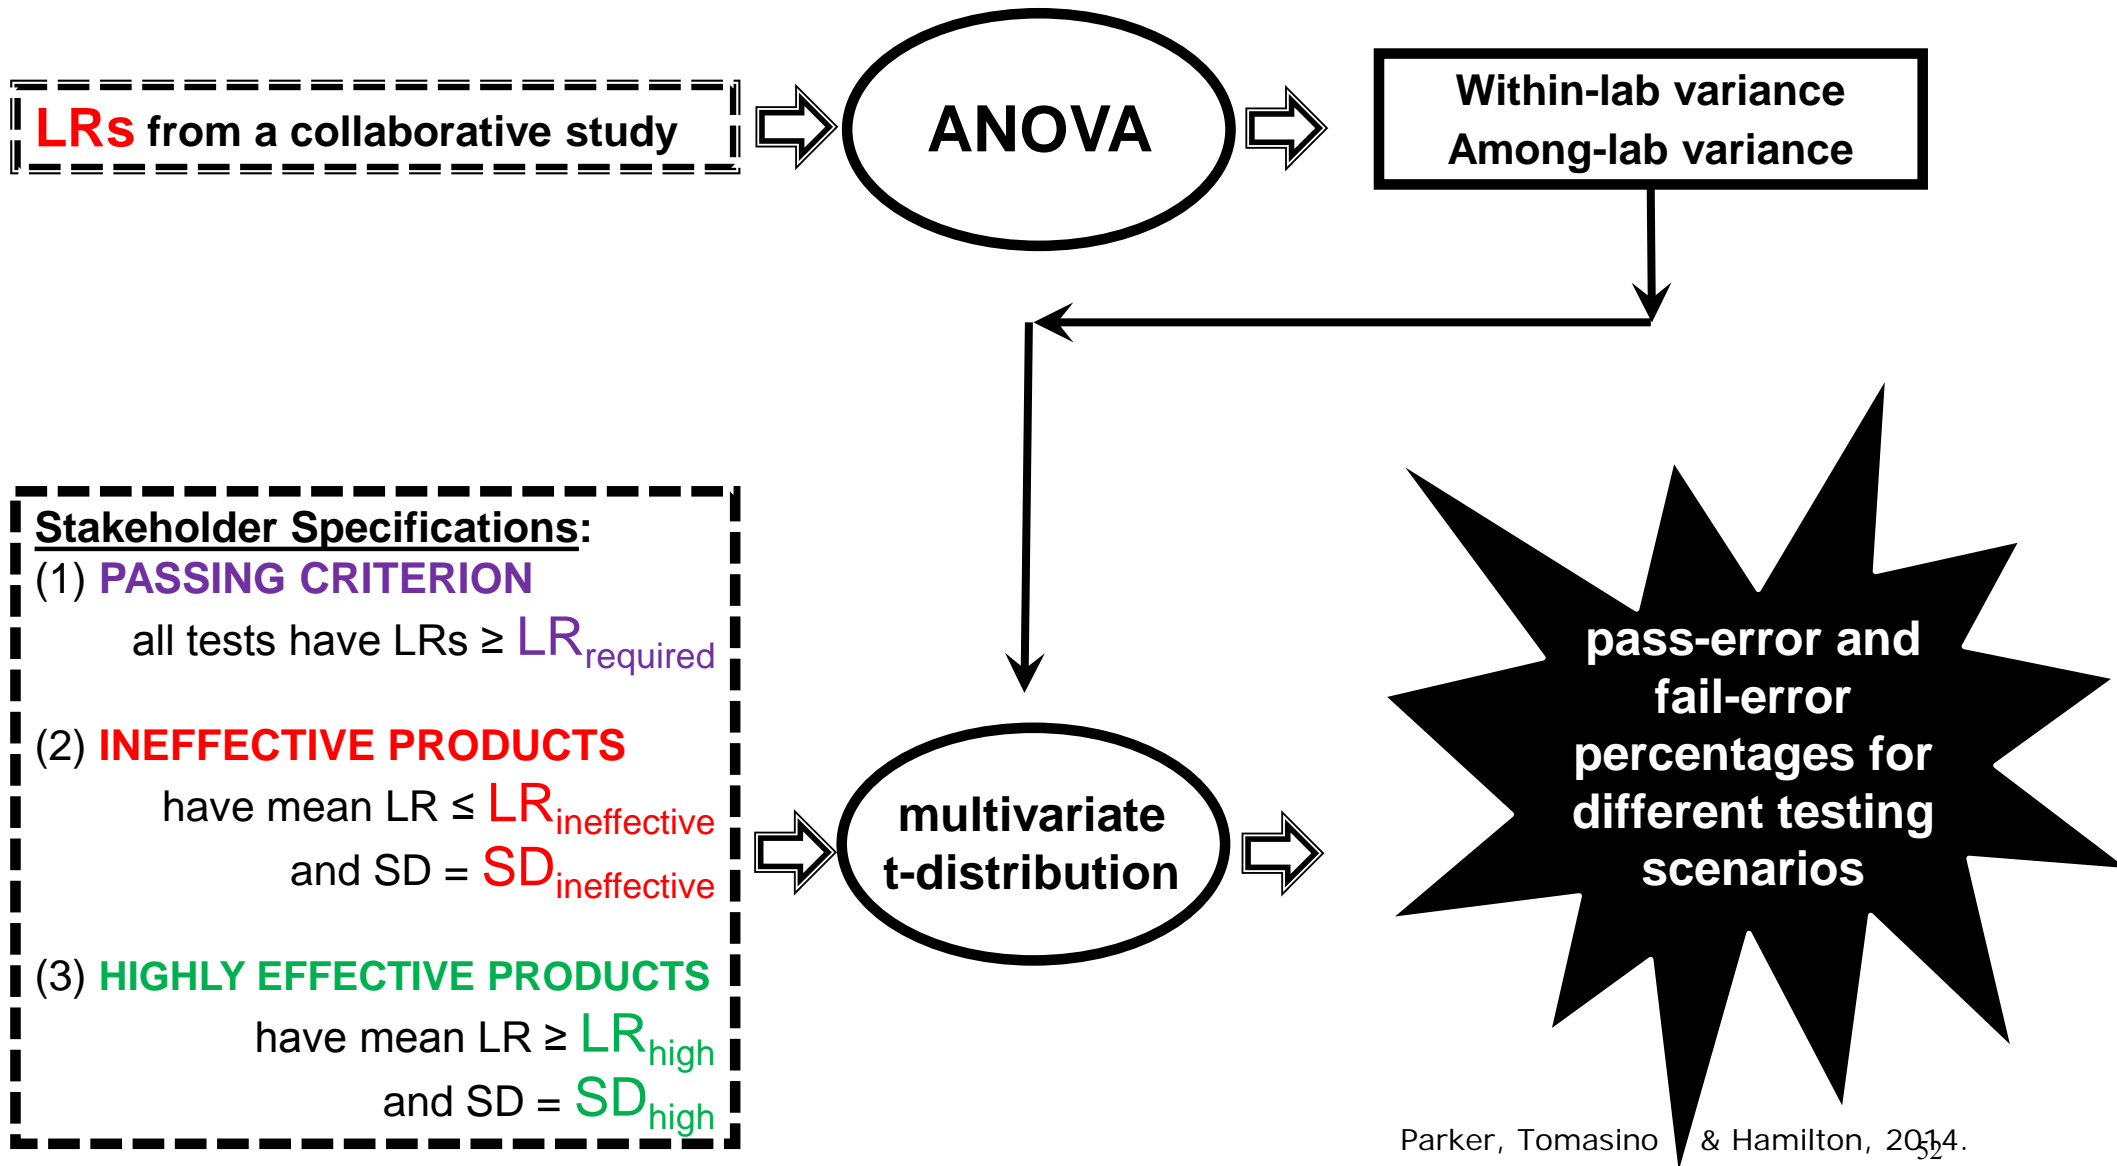 LRs from a collaborative study
ANOVA
Within-lab variance
Among-lab variance
Stakeholder Specifications:
(1) PASSING CRITERION
all tests have LRs ≥ LRrequired
(2) INEFFECTIVE PRODUCTS
have mean LR ≤ LRineffective
and SD = SDineffective
(3) HIGHLY EFFECTIVE PRODUCTS
have mean LR ≥ LRhigh
and SD = SDhigh
multivariate
t-distribution
pass-error and
fail-error
percentages for
different testing
scenarios
Parker, Tomasino & Hamilton, 2014.
52